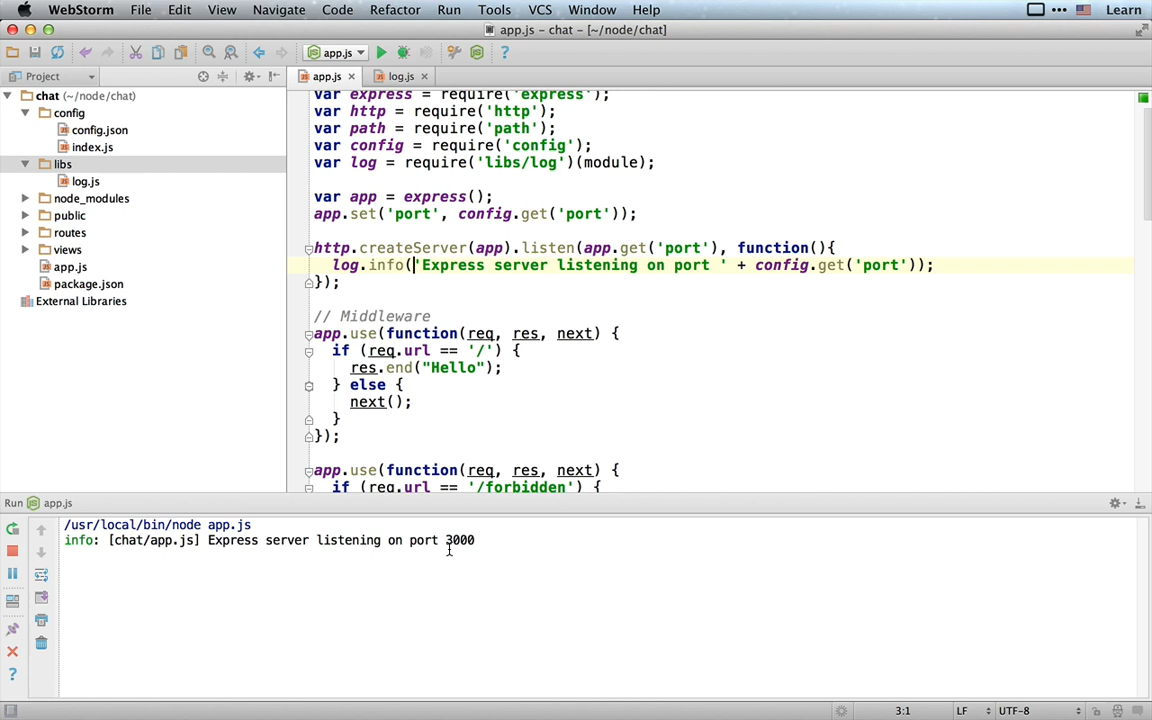 WebStorm File Edit View Navigate Code Refactor Run Tools VCS Window Help Learn
app.js – chat – [~/node/chat]
app.js
Project app.js log.js
chat (~/node/chat)
config
config.json
index.js
libs
log.js
node_modules
public
routes
views
app.js
package.json
External Libraries
var express = require('express');
var http = require('http');
var path = require('path');
var config = require('config');
var log = require('libs/log')(module);
var app = express();
app.set('port', config.get('port'));
http.createServer(app).listen(app.get('port'), function(){
log.info('Express server listening on port ' + config.get('port'));
});
// Middleware
app.use(function(req, res, next) {
if (req.url == '/') {
res.end("Hello");
} else {
next();
}
});
app.use(function(req, res, next) {
if (req.url == '/forbidden') {
Run app.js
/usr/local/bin/node app.js
info: [chat/app.js] Express server listening on port 3000
3:1 LF UTF-8